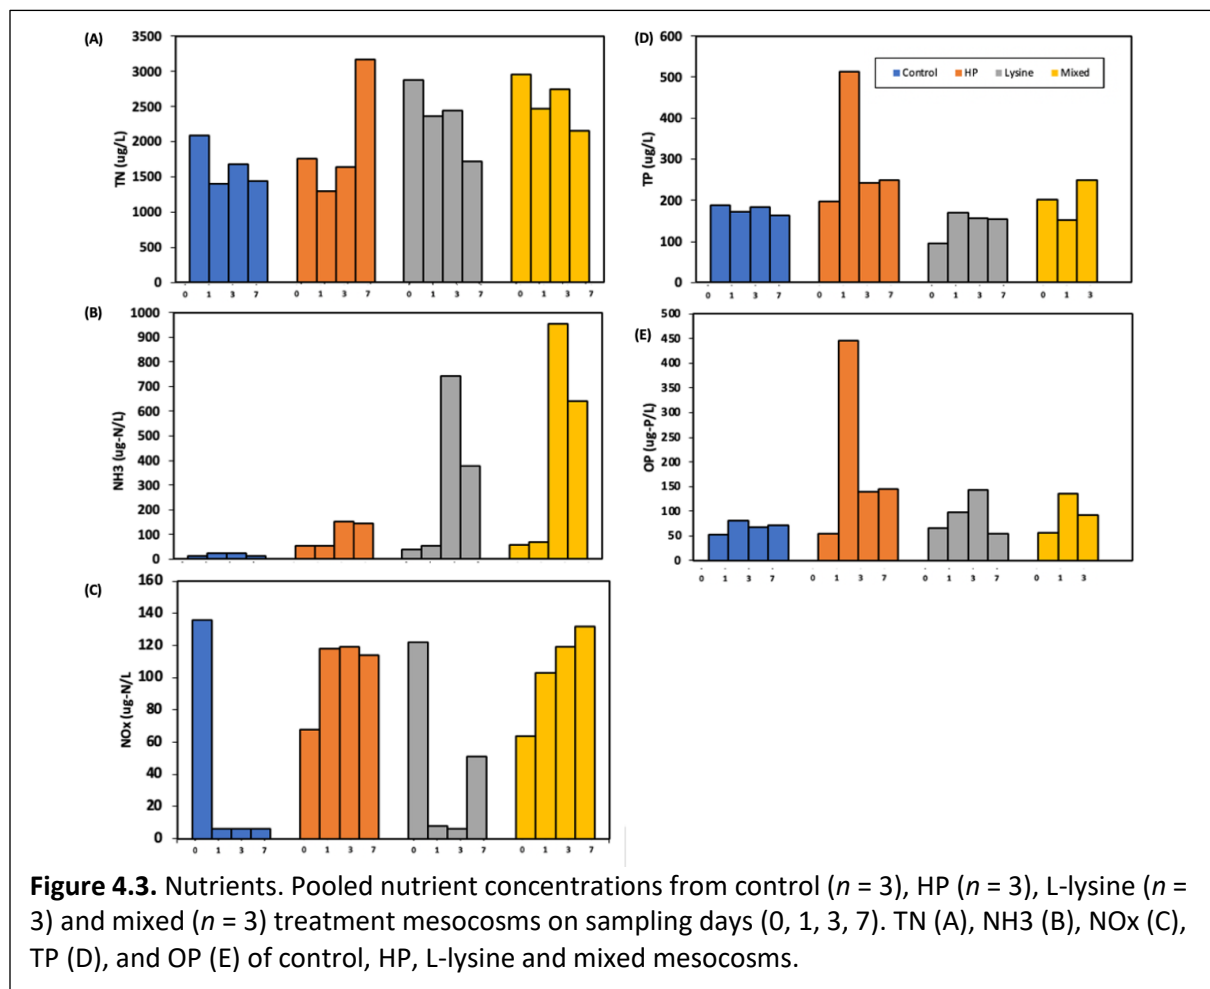 (A)
3500
3000
2500
2000
1500
1000
500
0
TN (ug/L)
0 1 3 7 0 1 3 7 0 1 3 7 0 1 3 7
(D)
600
500
400
300
200
100
0
TP (ug/L)
Control HP Lysine Mixed
0 1 3 7 0 1 3 7 0 1 3 7 0 1 3
(B)
1000
900
800
700
600
500
400
300
200
100
0
NH3 (ug-N/L)
(E)
500
450
400
350
300
250
200
150
100
50
0
OP (ug-P/L)
0 1 3 7 0 1 3 7 0 1 3 7 0 1 3
(C)
160
140
120
100
80
60
40
20
0
NOx (ug-N/L
0 1 3 7 0 1 3 7 0 1 3 7 0 1 3 7
Figure 4.3. Nutrients. Pooled nutrient concentrations from control (n = 3), HP (n = 3), L-lysine (n =
3) and mixed (n = 3) treatment mesocosms on sampling days (0, 1, 3, 7). TN (A), NH3 (B), NOx (C),
TP (D), and OP (E) of control, HP, L-lysine and mixed mesocosms.